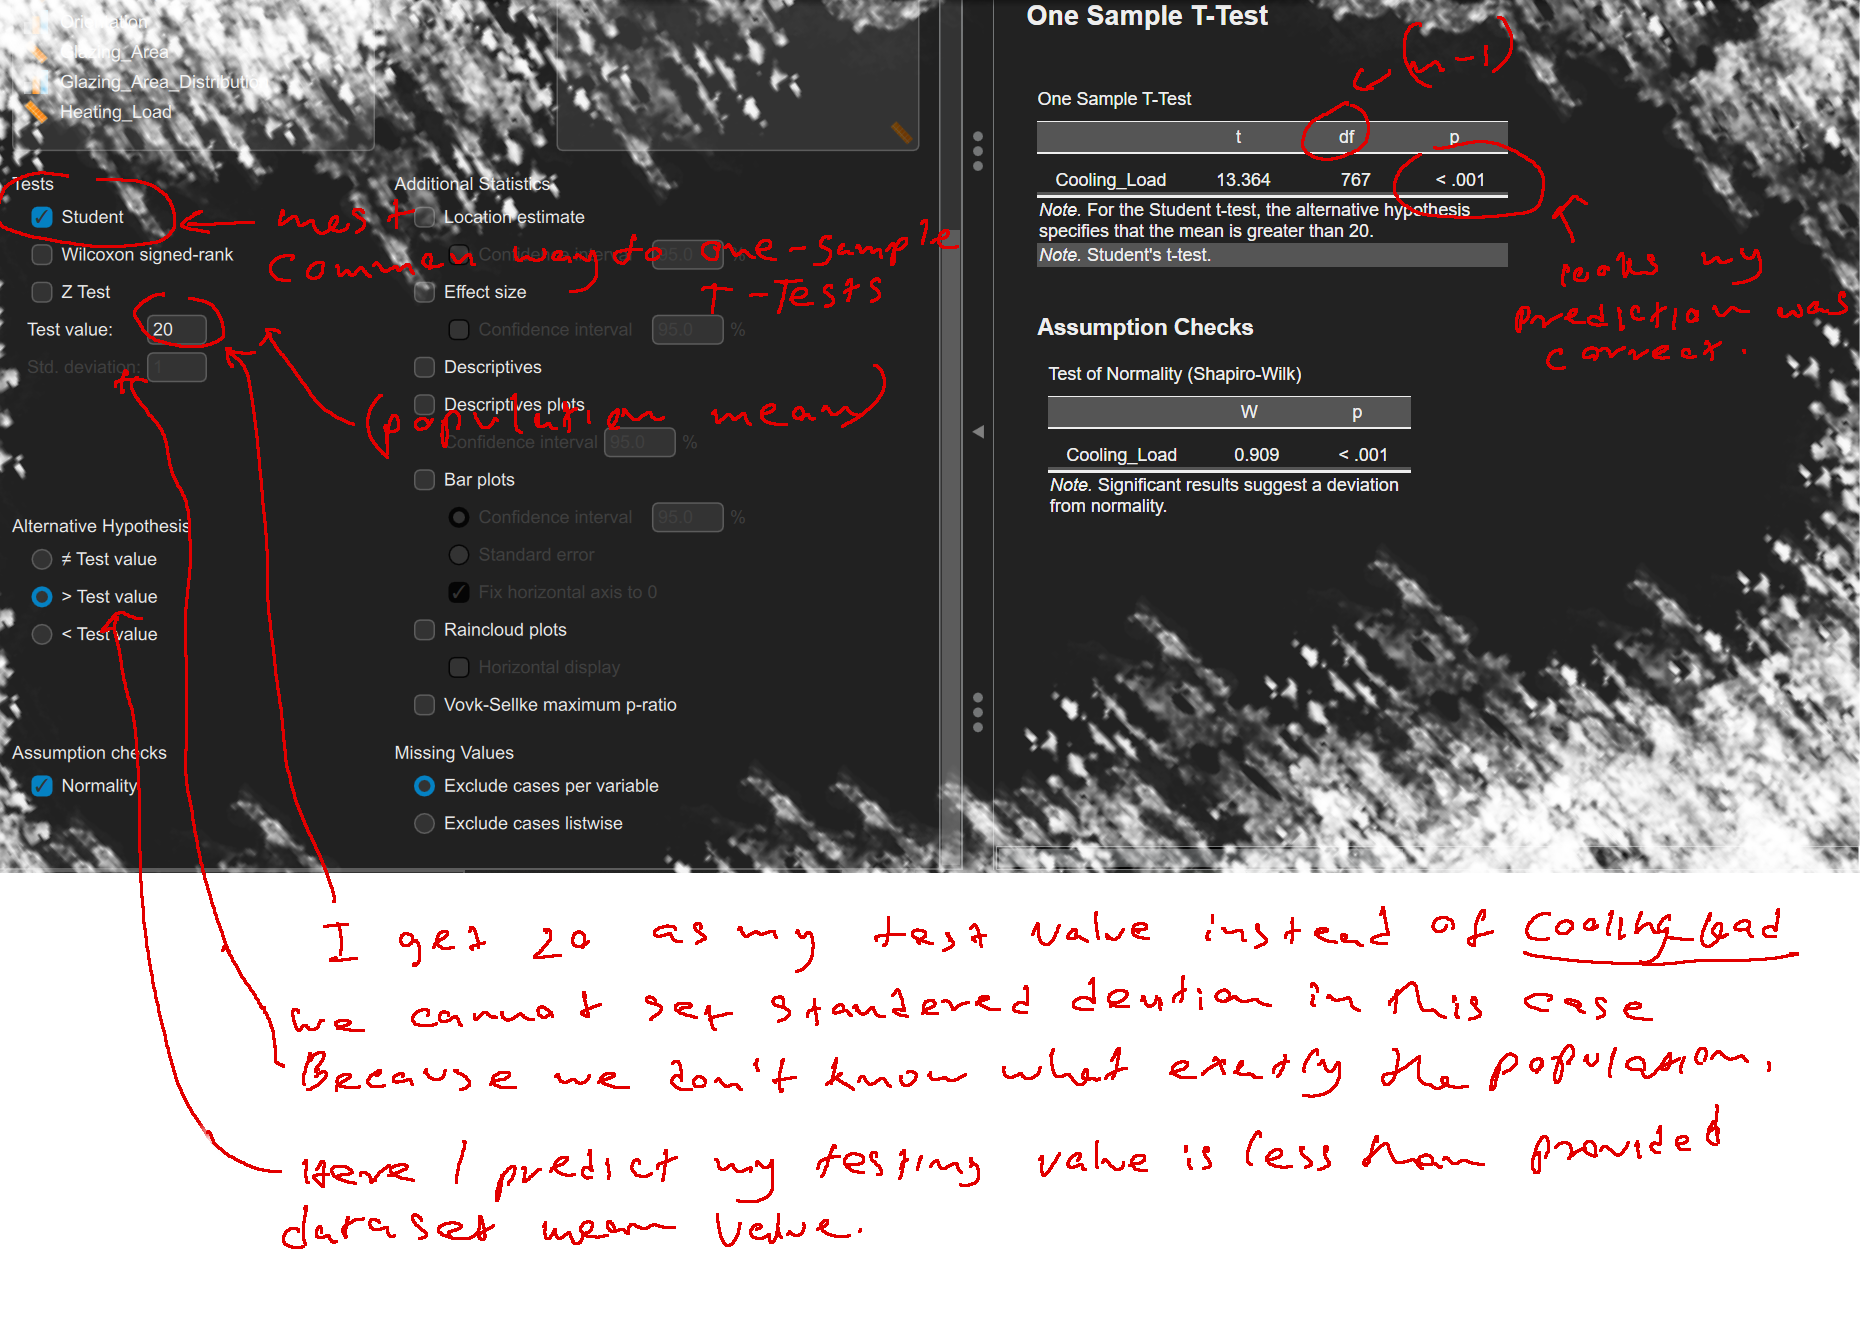 Orientation
Glazing_Area
Glazing_Area_Distribution
Heating_Load
Tests
Student
Wilcoxon signed-rank
Z Test
Test value: 20
Std. deviation: 1
Alternative Hypothesis
≠ Test value
> Test value
< Test value
Assumption checks
Normality
Additional Statistics
Location estimate
Confidence interval 95.0 %
Effect size
Confidence interval 95.0 %
Descriptives
Descriptives plots
Confidence interval 95.0 %
Bar plots
Confidence interval 95.0 %
Standard error
Fix horizontal axis to 0
Raincloud plots
Horizontal display
Vovk-Sellke maximum p-ratio
Missing Values
Exclude cases per variable
Exclude cases listwise
most
common way to one-sample
T-Tests
(population mean)
One Sample T-Test
(n-1)
One Sample T-Test
t df p
Cooling_Load 13.364 767 < .001
Note. For the Student t-test, the alternative hypothesis
specifies that the mean is greater than 20.
Note. Student's t-test.
looks my
prediction was
correct.
Assumption Checks
Test of Normality (Shapiro-Wilk)
W p
Cooling_Load 0.909 < .001
Note. Significant results suggest a deviation
from normality.
I get 20 as my test value instead of Cooling_load
we cannot set standered deution in this case
Because we don't know what exactly the population.
Here I predict my testing value is less than provided
dataset mean value.